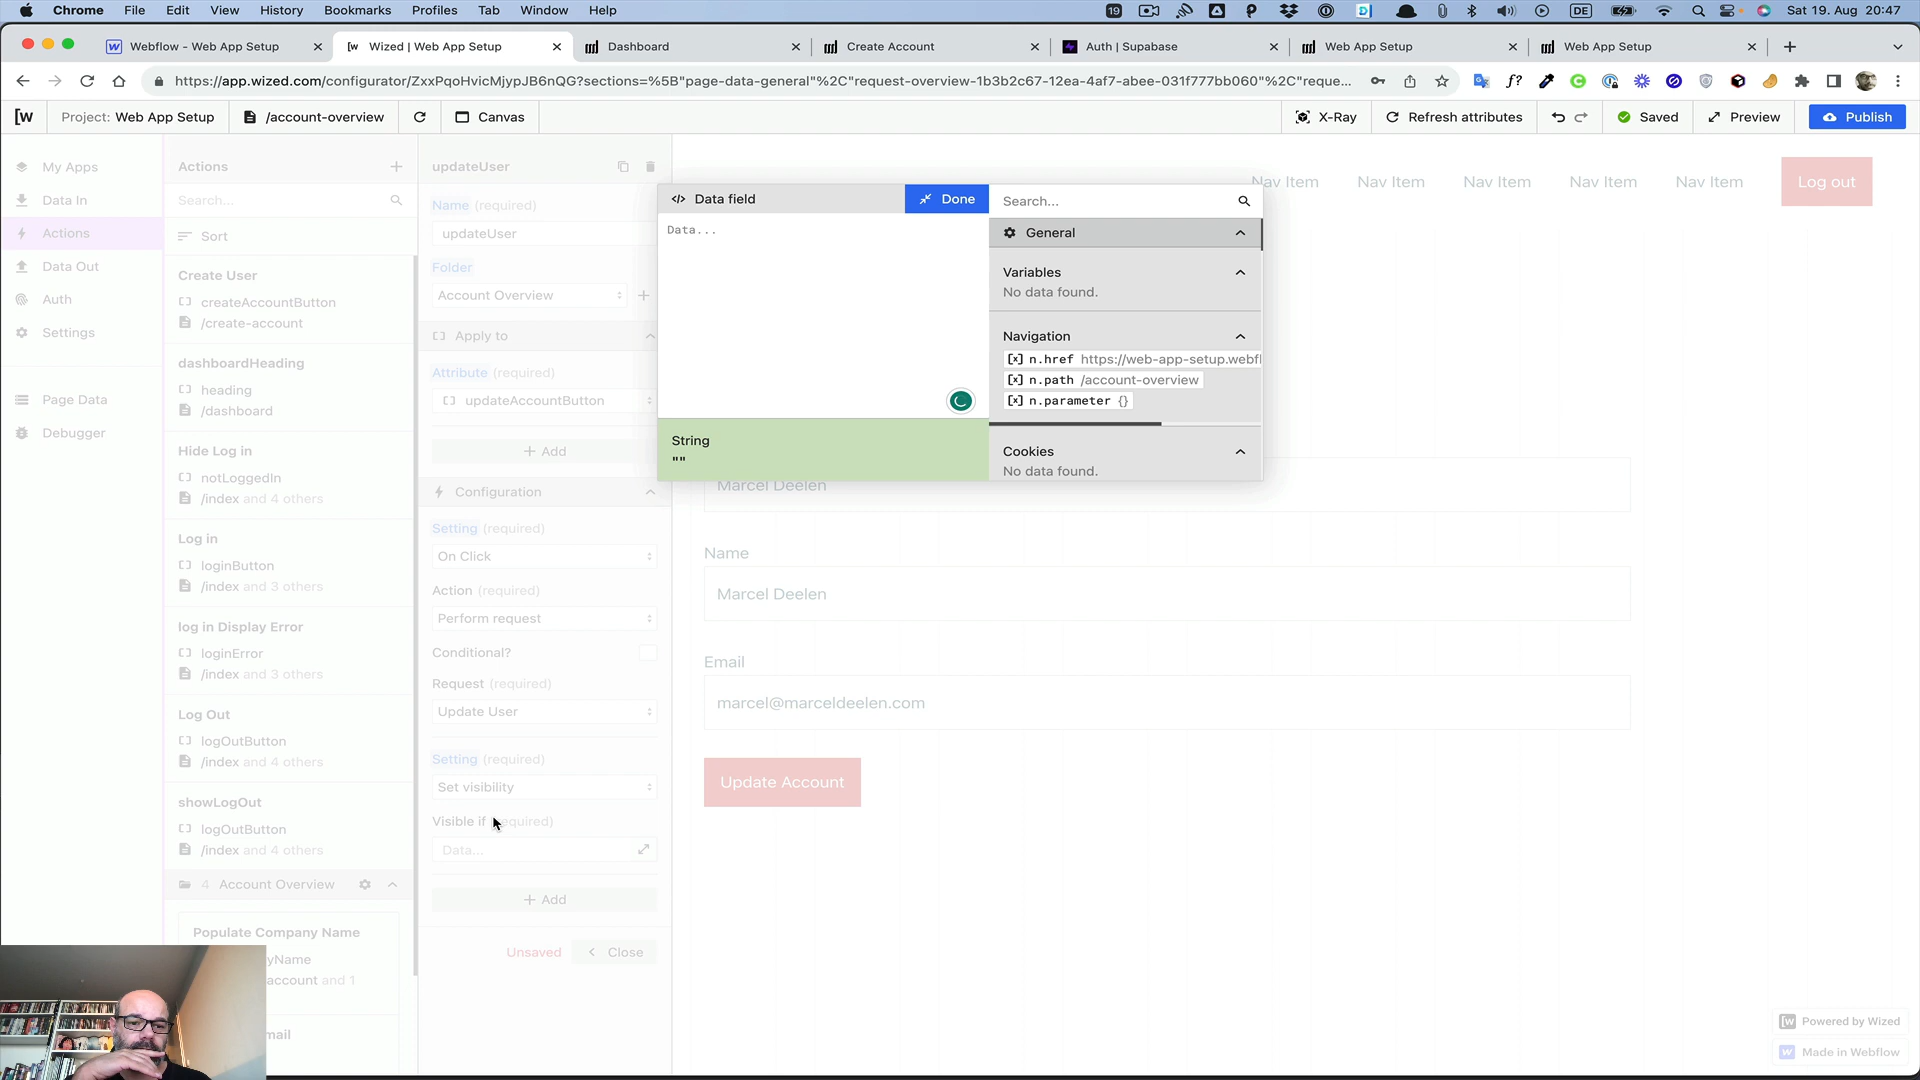 Chrome File Edit View History Bookmarks Profiles Tab Window Help 19 DE Sat 19. Aug 20:47
Webflow - Web App Setup Wized | Web App Setup Dashboard Create Account Auth | Supabase Web App Setup Web App Setup
https://app.wized.com/configurator/ZxxPqoHvicMjypJB6nQG?sections=%5B"page-data-general"%2C"request-overview-1b3b2c67-12ea-4af7-abee-031f777bb060"%2C"reque...
Project: Web App Setup /account-overview Canvas X-Ray Refresh attributes Saved Preview Publish
My Apps
Data In
Actions
Data Out
Auth
Settings
Page Data
Debugger
Actions
Search...
Sort
Create User
createAccountButton
/create-account
dashboardHeading
heading
/dashboard
Hide Log in
notLoggedIn
/index and 4 others
Log in
loginButton
/index and 3 others
log in Display Error
loginError
/index and 3 others
Log Out
logOutButton
/index and 4 others
showLogOut
logOutButton
/index and 4 others
4 Account Overview
Populate Company Name
yName
account and 1
mail
updateUser
Name (required)
updateUser
Folder
Account Overview
Apply to
Attribute (required)
updateAccountButton
Add
Configuration
Setting (required)
On Click
Action (required)
Perform request
Conditional?
Request (required)
Update User
Setting (required)
Set visibility
Visible if (required)
Data...
Add
Unsaved Close
Data field Done
Data...
String
""
Search...
General
Variables
No data found.
Navigation
n.href https://web-app-setup.webfl
n.path /account-overview
n.parameter {}
Cookies
No data found.
Nav Item Nav Item Nav Item Nav Item Nav Item Log out
Marcel Deelen
Name
Marcel Deelen
Email
marcel@marceldeelen.com
Update Account
Powered by Wized
Made in Webflow